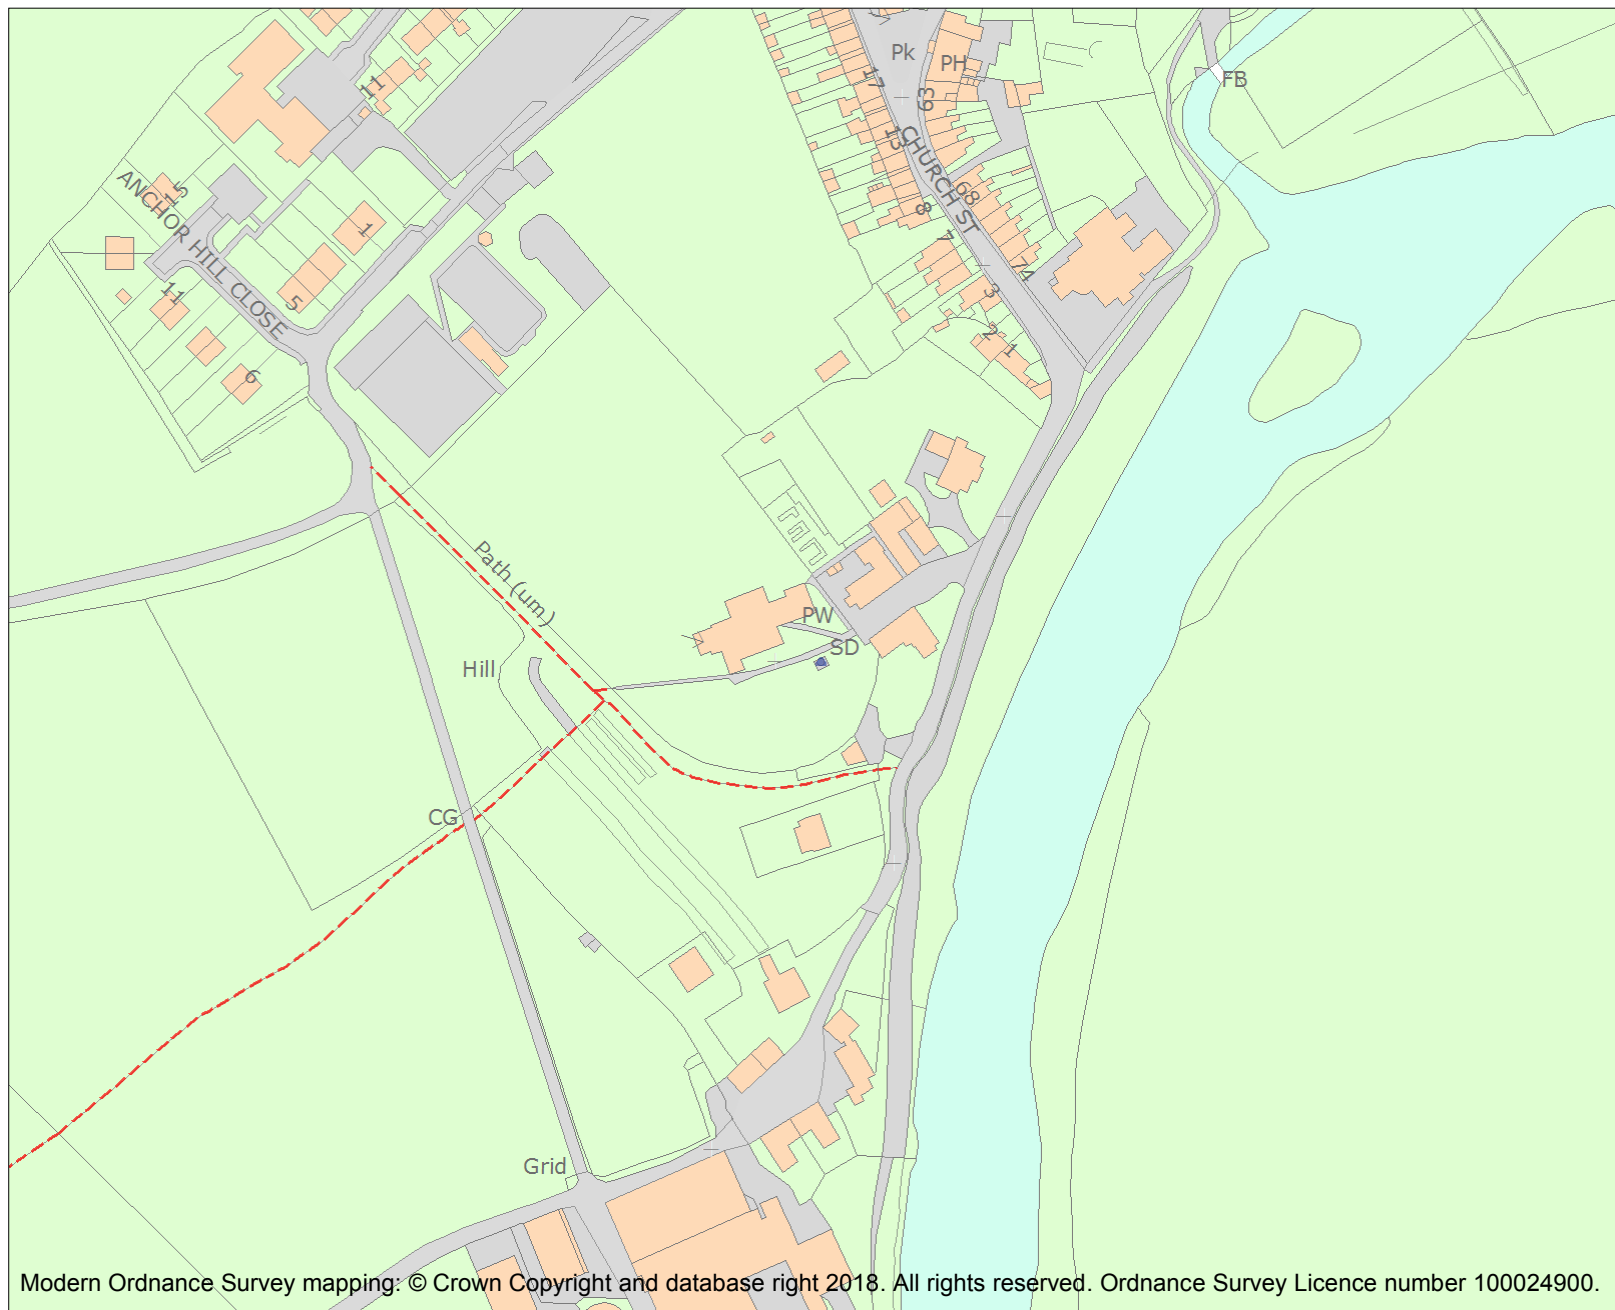 Pk
PH
FB
17
11
63
13
CHURCH ST
15
68
ANCHOR HILL CLOSE
8
1
7
74
11
5
3
2
1
6
Path (um)
PW
SD
Hill
CG
Grid
Modern Ordnance Survey mapping: © Crown Copyright and database right 2018. All rights reserved. Ordnance Survey Licence number 100024900.